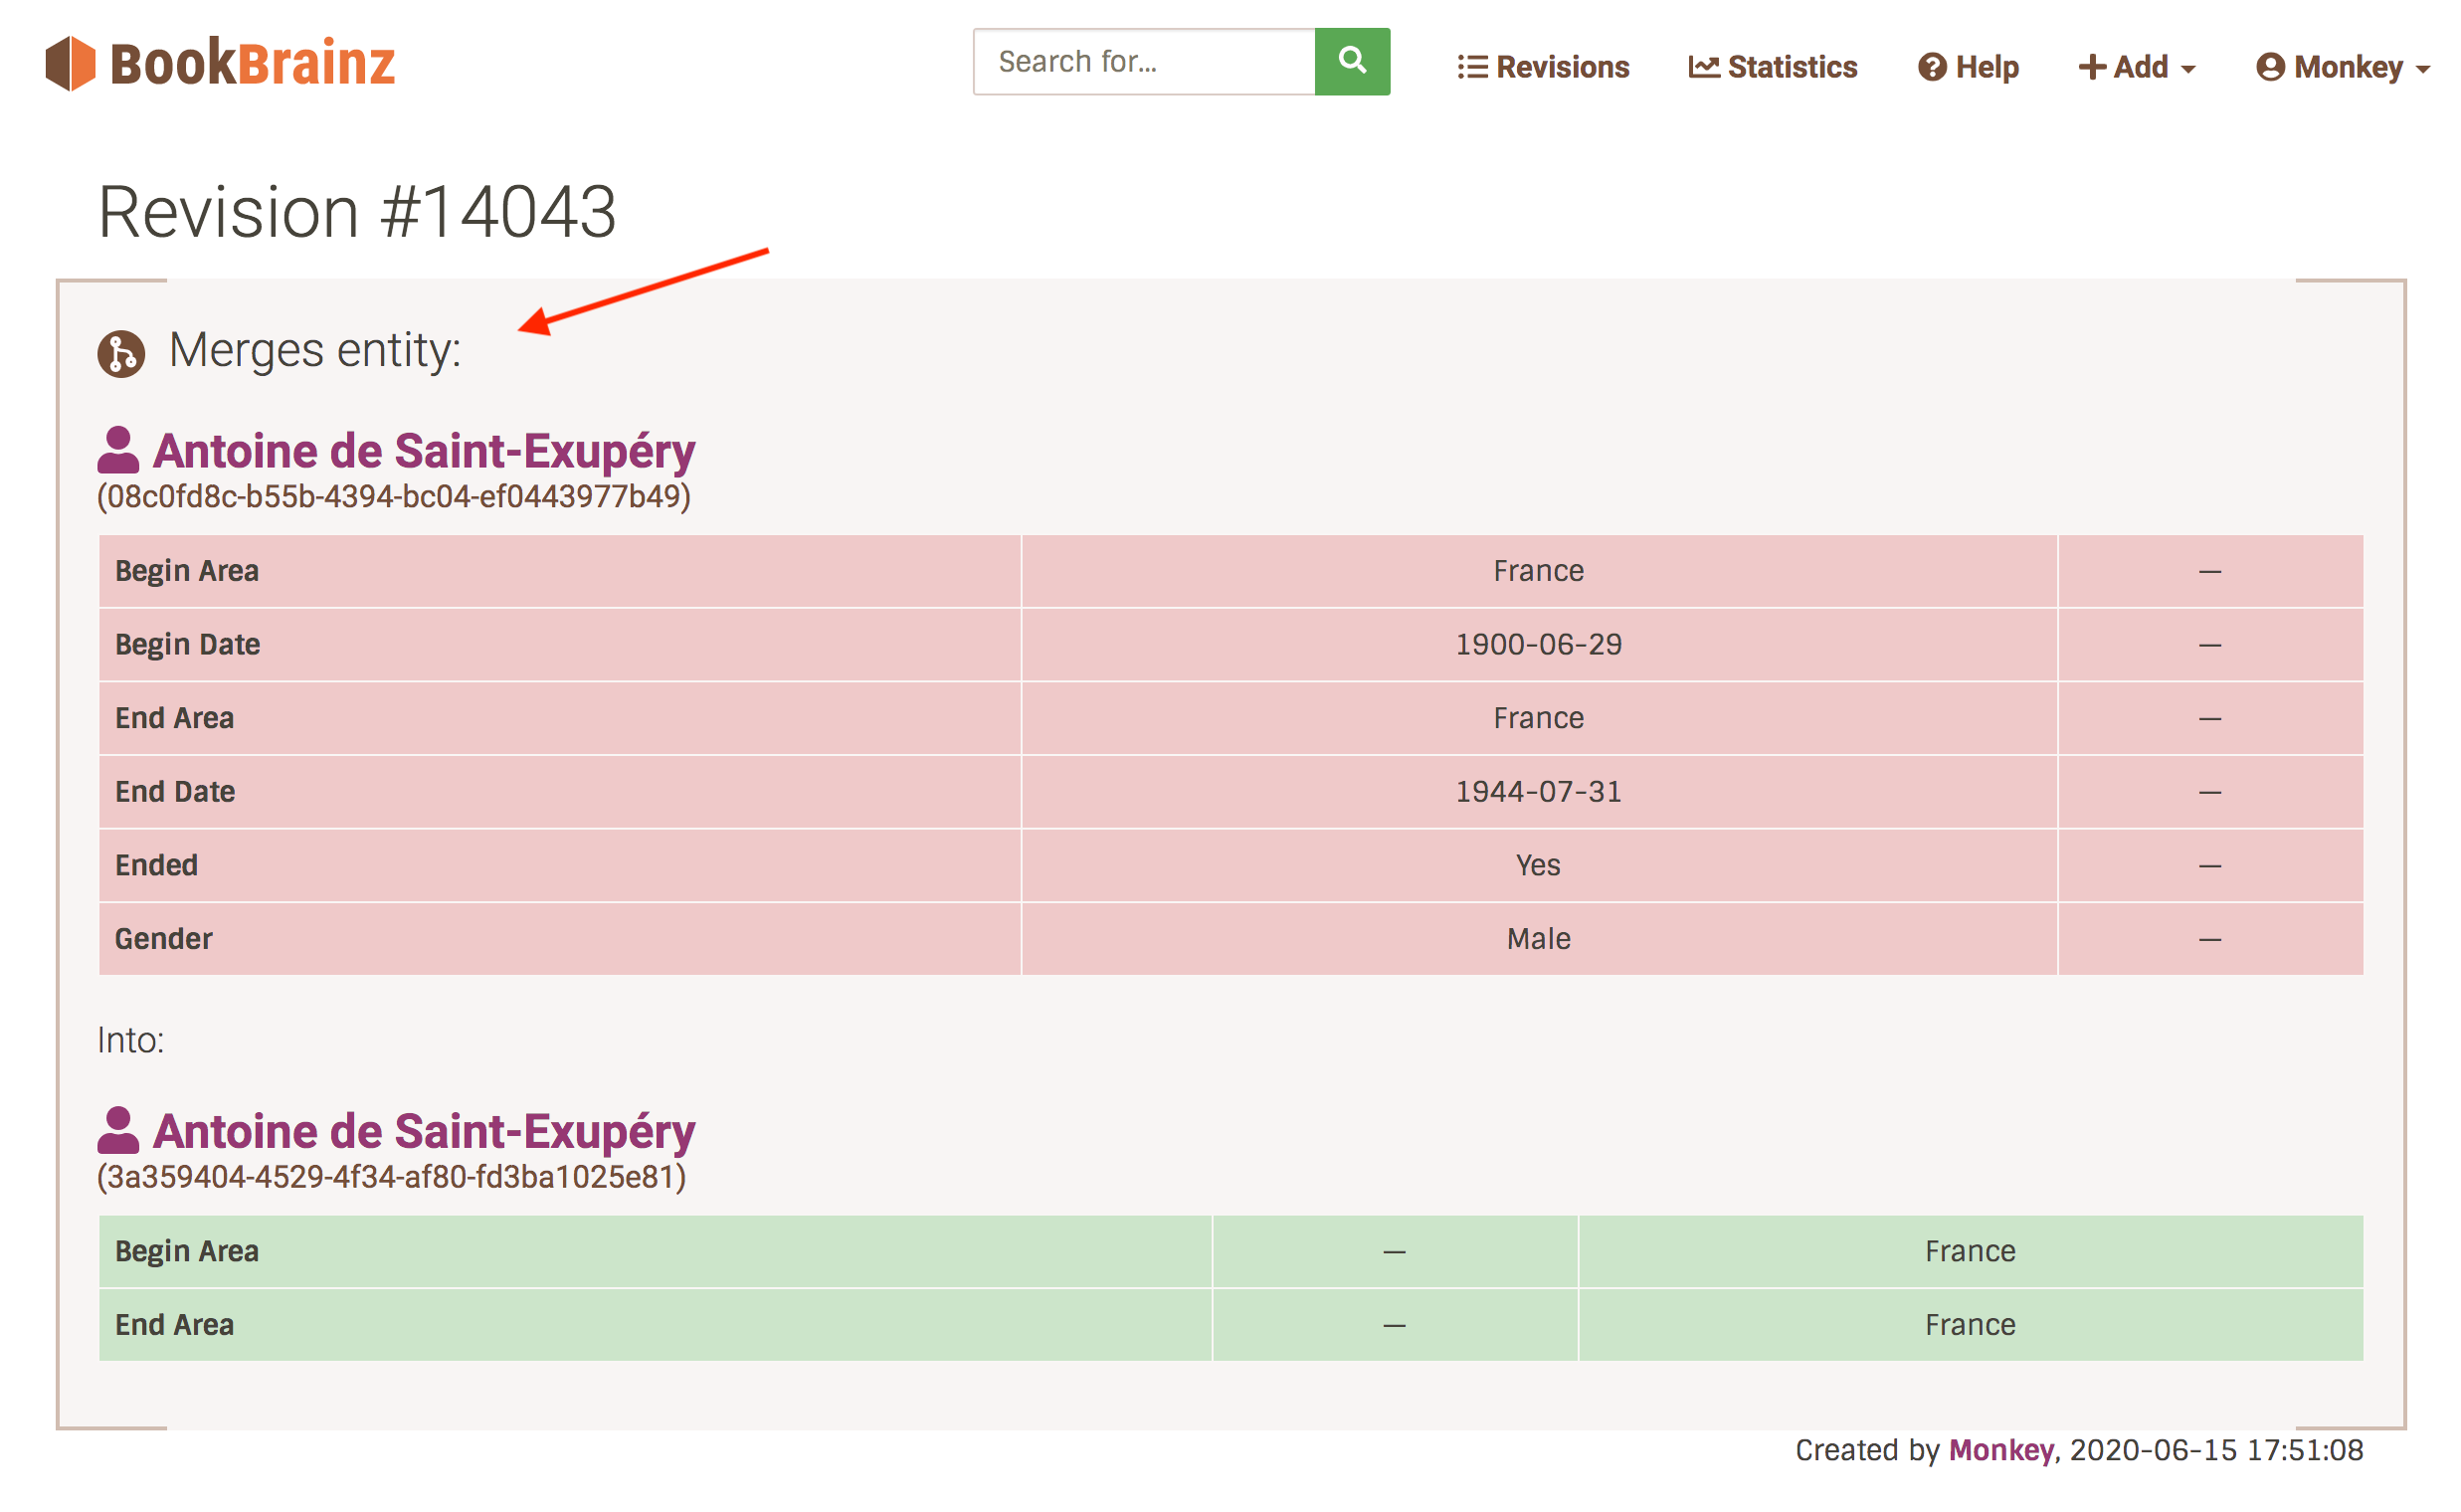 BookBrainz Search for... Revisions Statistics Help Add Monkey
Revision #14043
Merges entity:
Antoine de Saint-Exupéry
(08c0fd8c-b55b-4394-bc04-ef0443977b49)
Begin Area France —
Begin Date 1900-06-29 —
End Area France —
End Date 1944-07-31 —
Ended Yes —
Gender Male —
Into:
Antoine de Saint-Exupéry
(3a359404-4529-4f34-af80-fd3ba1025e81)
Begin Area — France
End Area — France
Created by Monkey, 2020-06-15 17:51:08